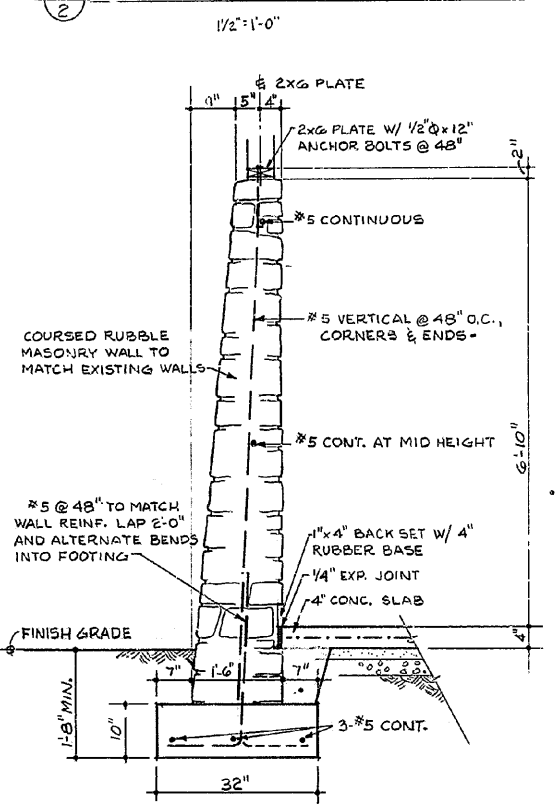 2
1½"=1'-0"
℄ 2X6 PLATE
9" 5" 4"
2X6 PLATE W/ ½"ϕ x 12"
ANCHOR BOLTS @ 48"
2"
#5 CONTINUOUS
#5 VERTICAL @ 48" O.C.,
CORNERS & ENDS-
COURSED RUBBLE
MASONRY WALL TO
MATCH EXISTING WALLS
#5 CONT. AT MID HEIGHT
6'-10"
#5 @ 48" TO MATCH
WALL REINF. LAP 2'-0"
AND ALTERNATE BENDS
INTO FOOTING
1"x4" BACK SET W/ 4"
RUBBER BASE
¼" EXP. JOINT
4" CONC. SLAB
4"
FINISH GRADE
7" 1'-6" 7"
1'-8" MIN.
10"
3-#5 CONT.
32"